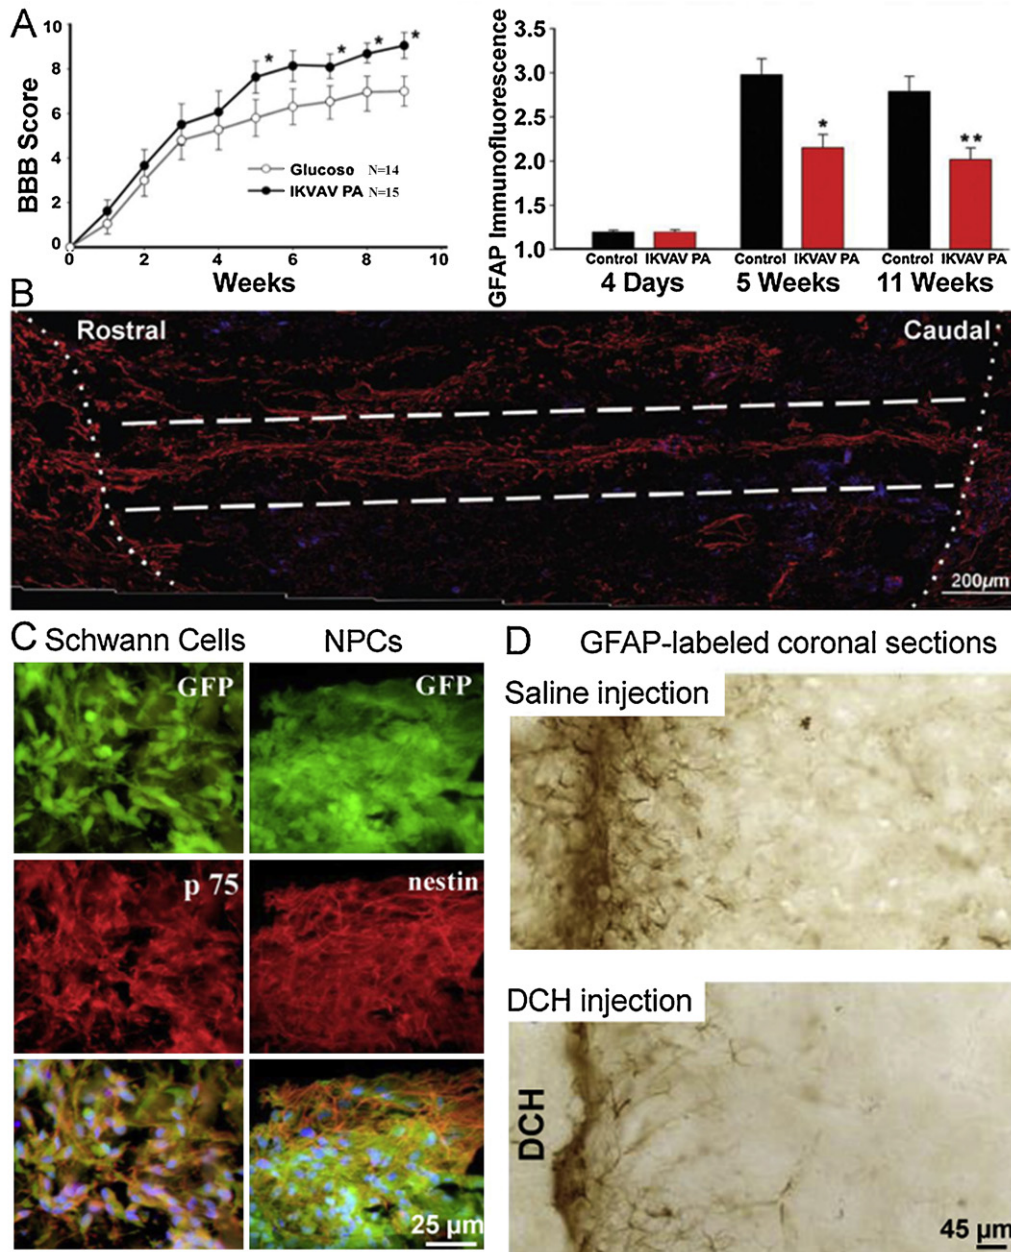 A
10
8
6
4
2
0
BBB Score
Glucoso N=14
IKVAV PA N=15
*
*
*
*
0 2 4 6 8 10
Weeks
GFAP Immunofluorescence
3.5
3.0
2.5
2.0
1.5
1.0
*
**
Control IKVAV PA Control IKVAV PA Control IKVAV PA
4 Days 5 Weeks 11 Weeks
B
Rostral
Caudal
200µm
C
Schwann Cells
NPCs
GFP
GFP
p 75
nestin
25 µm
D
GFAP-labeled coronal sections
Saline injection
DCH injection
DCH
45 µm